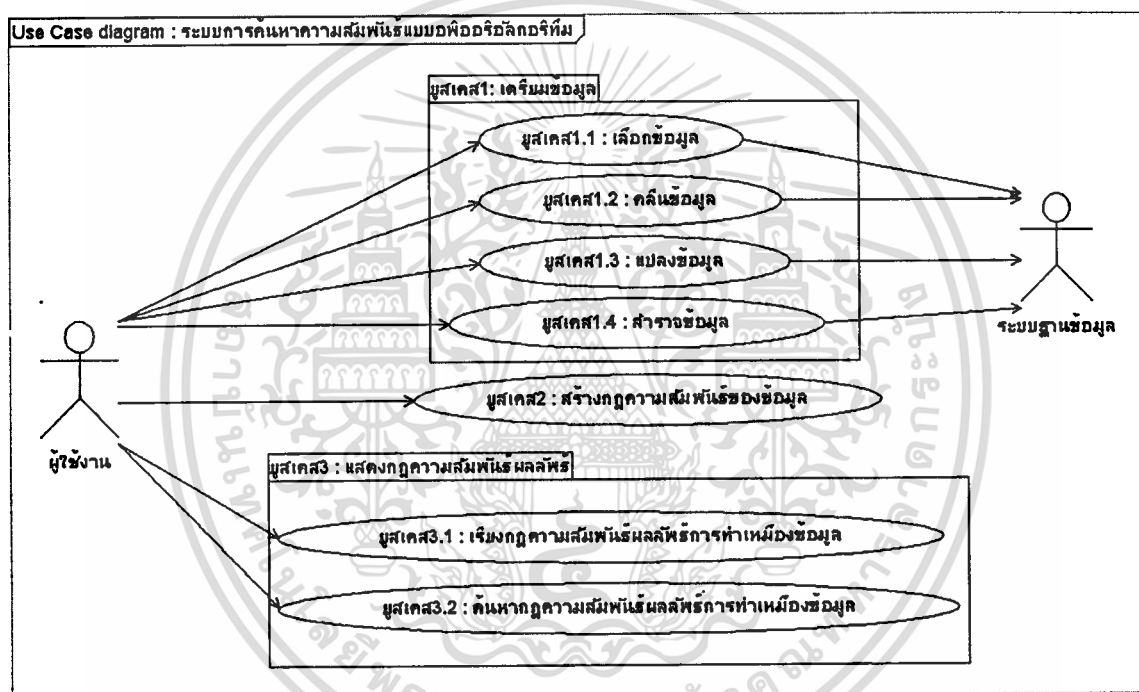 Use Case diagram : ระบบการค้นหาความสัมพันธ์แบบอพิออริอัลกอริทึม
ยูสเคส1: เตรียมข้อมูล
ยูสเคส1.1 : เลือกข้อมูล
ยูสเคส1.2 : คลีนข้อมูล
ยูสเคส1.3 : แปลงข้อมูล
ยูสเคส1.4 : สำรวจข้อมูล
ระบบฐานข้อมูล
ยูสเคส2 : สร้างกฎความสัมพันธ์ของข้อมูล
ผู้ใช้งาน
ยูสเคส3 : แสดงกฎความสัมพันธ์ผลลัพธ์
ยูสเคส3.1 : เรียงกฎความสัมพันธ์ผลลัพธ์การทำเหมืองข้อมูล
ยูสเคส3.2 : ค้นหากฎความสัมพันธ์ผลลัพธ์การทำเหมืองข้อมูล